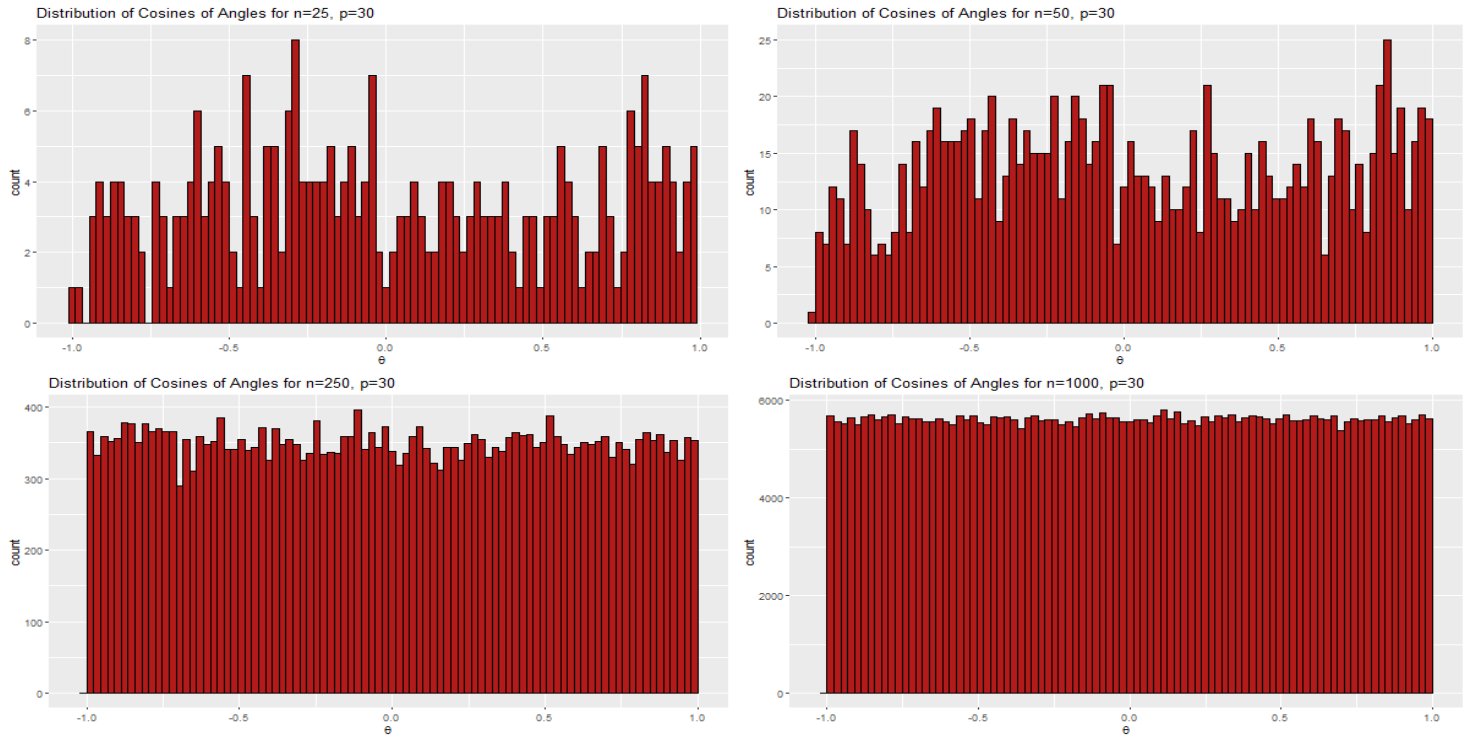 Distribution of Cosines of Angles for n=25, p=30
count
8
6
4
2
0
-1.0 -0.5 0.0 0.5 1.0
θ
Distribution of Cosines of Angles for n=50, p=30
count
25
20
15
10
5
0
-1.0 -0.5 0.0 0.5 1.0
θ
Distribution of Cosines of Angles for n=250, p=30
count
400
300
200
100
0
-1.0 -0.5 0.0 0.5 1.0
θ
Distribution of Cosines of Angles for n=1000, p=30
count
6000
4000
2000
0
-1.0 -0.5 0.0 0.5 1.0
θ